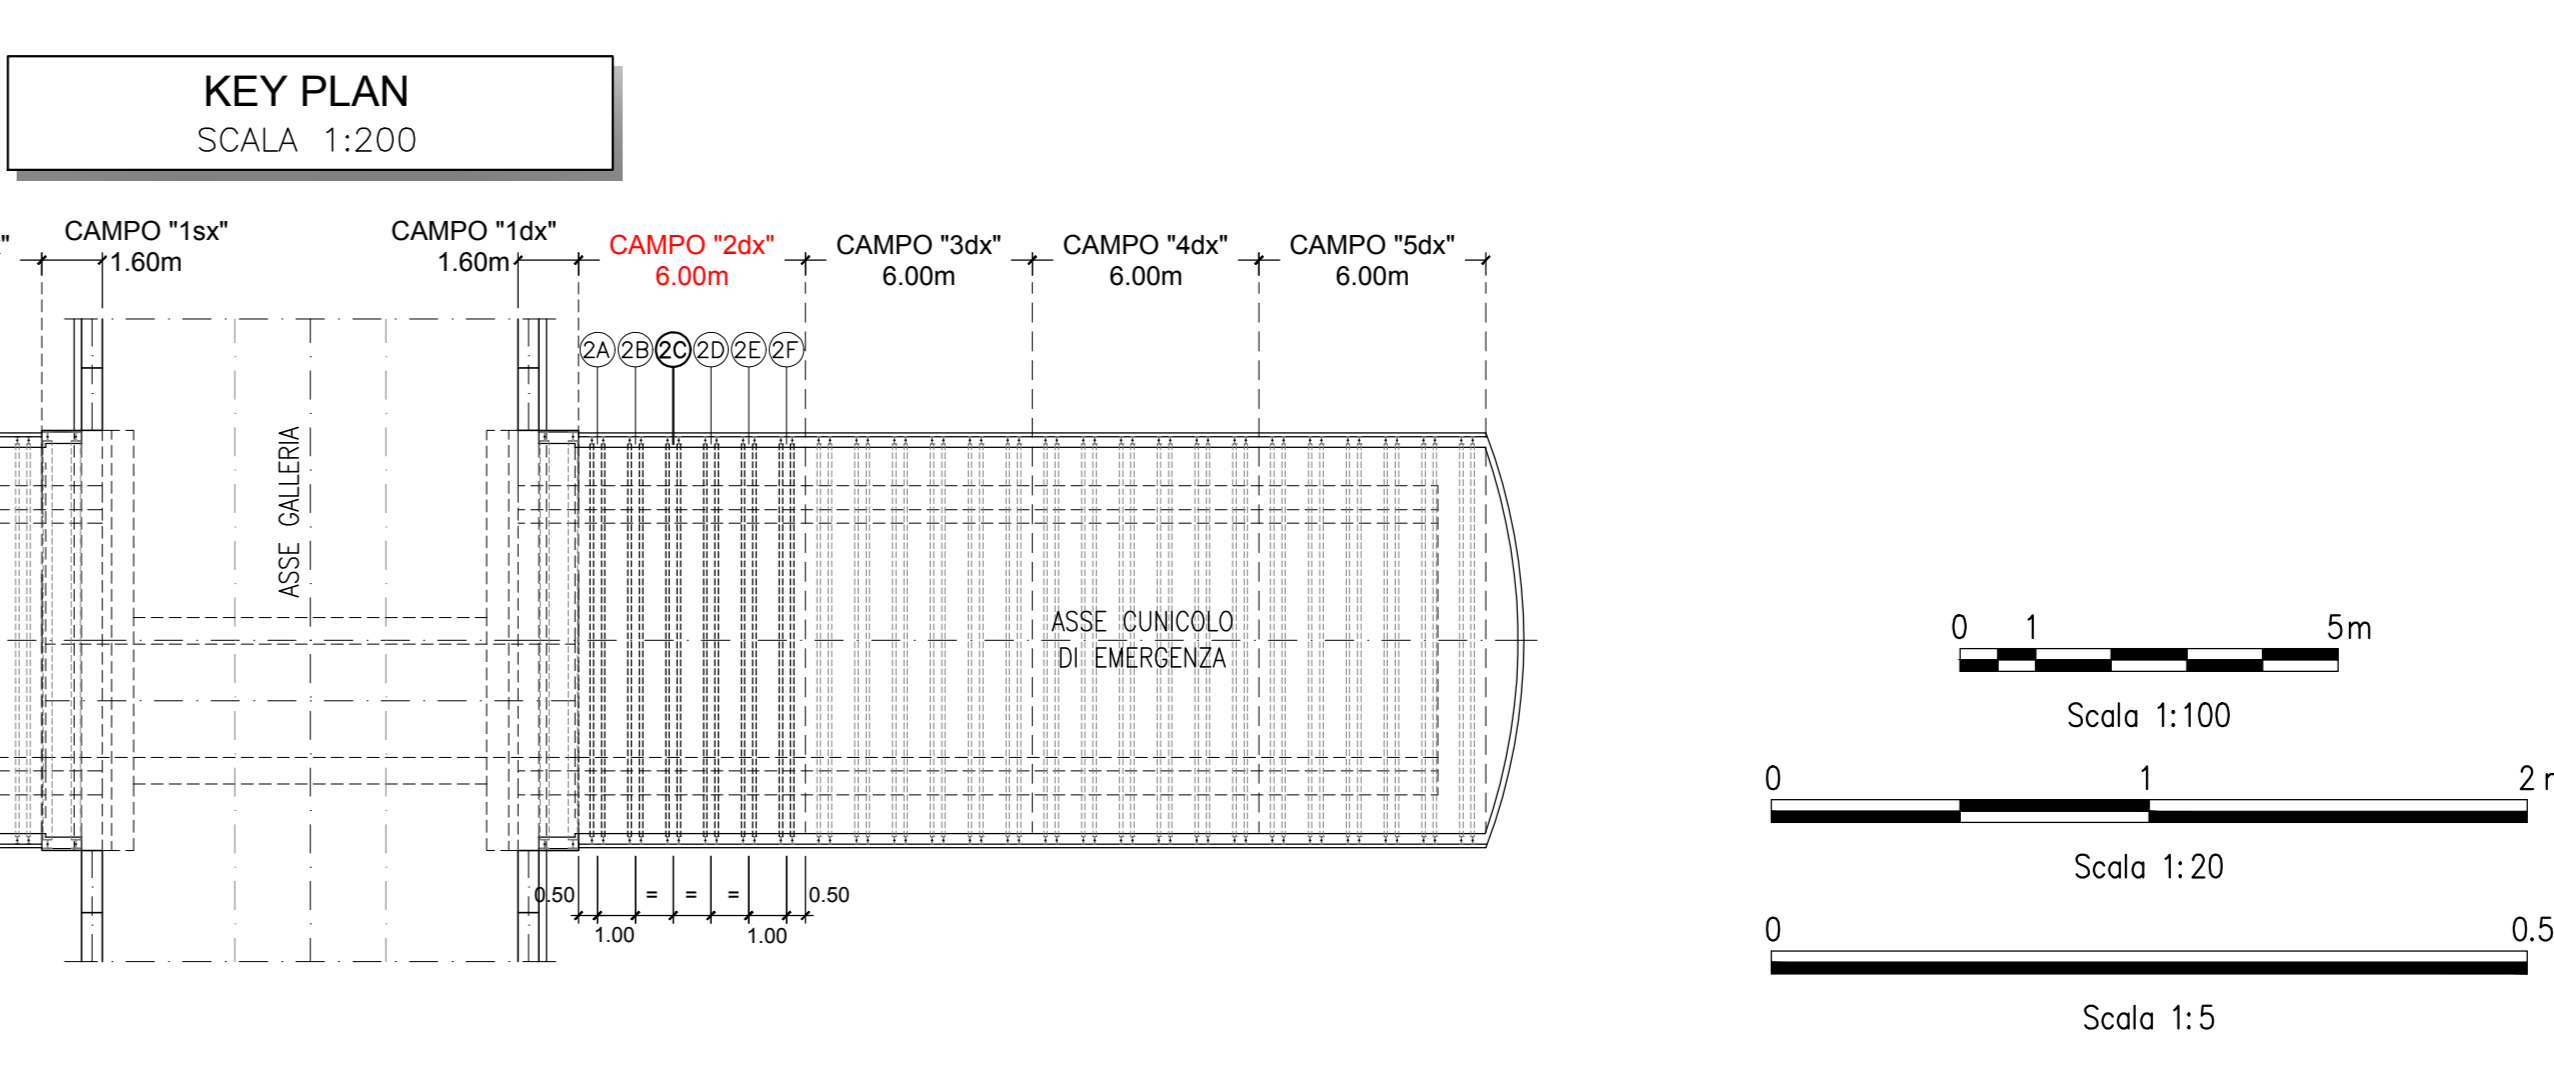 KEY PLAN
SCALA 1:200
"
CAMPO "1sx"
1.60m
CAMPO "1dx"
1.60m
CAMPO "2dx"
6.00m
CAMPO "3dx"
6.00m
CAMPO "4dx"
6.00m
CAMPO "5dx"
6.00m
2A 2B 2C 2D 2E 2F
ASSE GALLERIA
ASSE CUNICOLO
DI EMERGENZA
0.50 = = = 0.50
1.00 1.00
0 1 5m
Scala 1:100
0 1 2
Scala 1:20
0 0.5
Scala 1:5